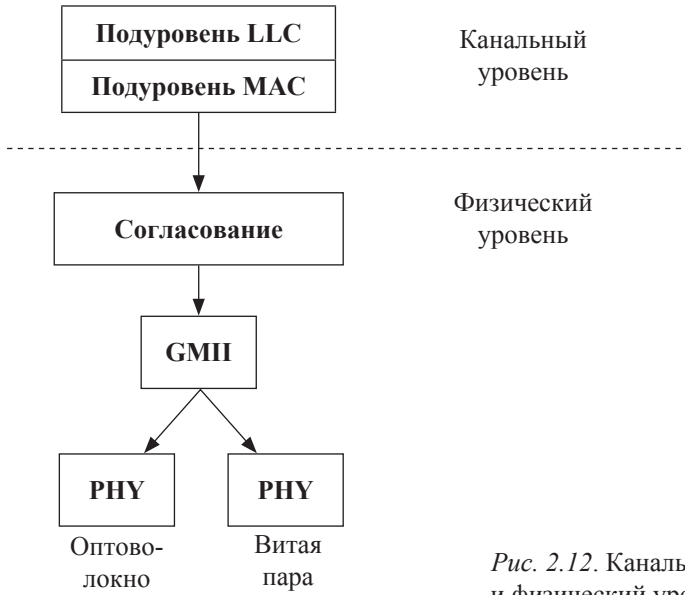 Подуровень LLC
Канальный
уровень
Подуровень MAC
Физический
уровень
Согласование
GMII
PHY
PHY
Оптово-
локно
Витая
пара
Рис. 2.12. Каналь
и физический уро